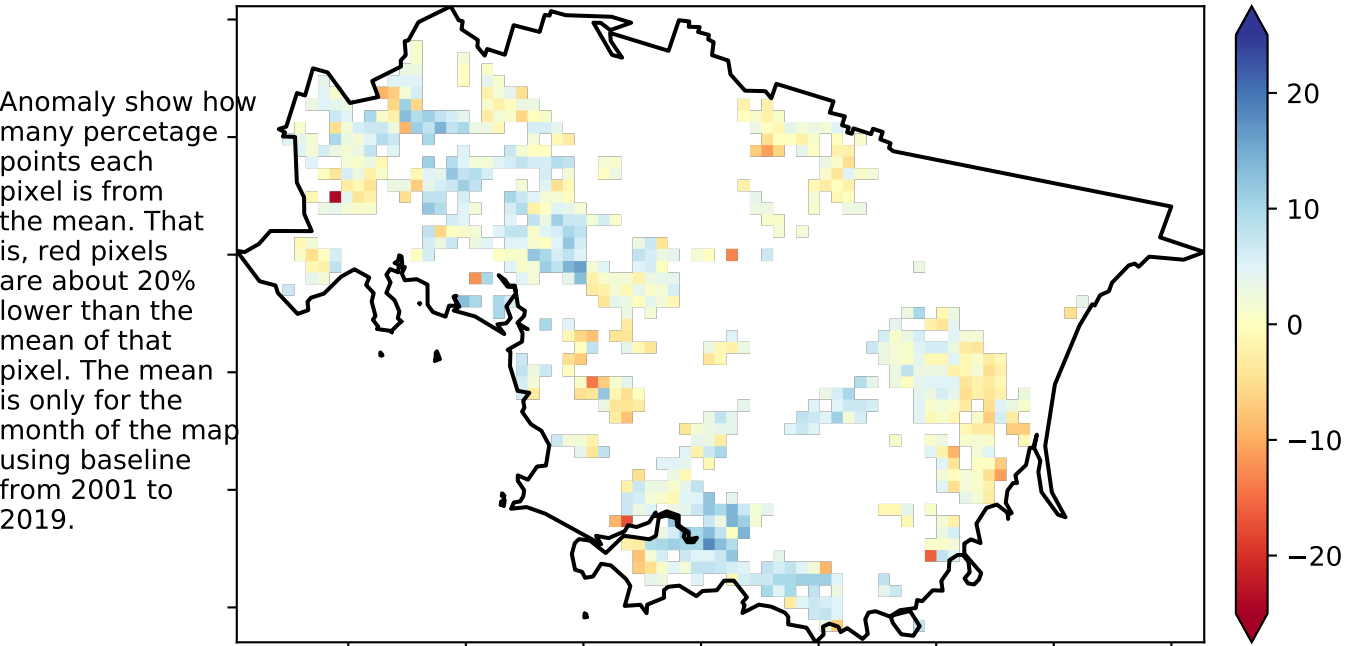 Anomaly show how
many percetage
points each
pixel is from
the mean. That
is, red pixels
are about 20%
lower than the
mean of that
pixel. The mean
is only for the
month of the map
using baseline
from 2001 to
2019.
20
10
0
−10
−20